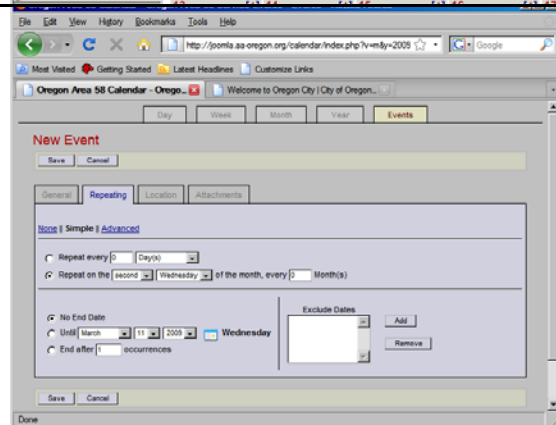 File Edit View History Bookmarks Tools Help
http://joomla.aa-oregon.org/calendar/index.php?v=m&y=2009 Google
Most Visited Getting Started Latest Headlines Customize Links
Oregon Area 58 Calendar - Orego... Welcome to Oregon City | City of Oregon...
Day Week Month Year Events
New Event
Save Cancel
General Repeating Location Attachments
None || Simple || Advanced
Repeat every 0 Day(s)
Repeat on the second Wednesday of the month, every 0 Month(s)
No End Date
Until March 11 2009 Wednesday
End after 1 occurrences
Exclude Dates
Add
Remove
Save Cancel
Done